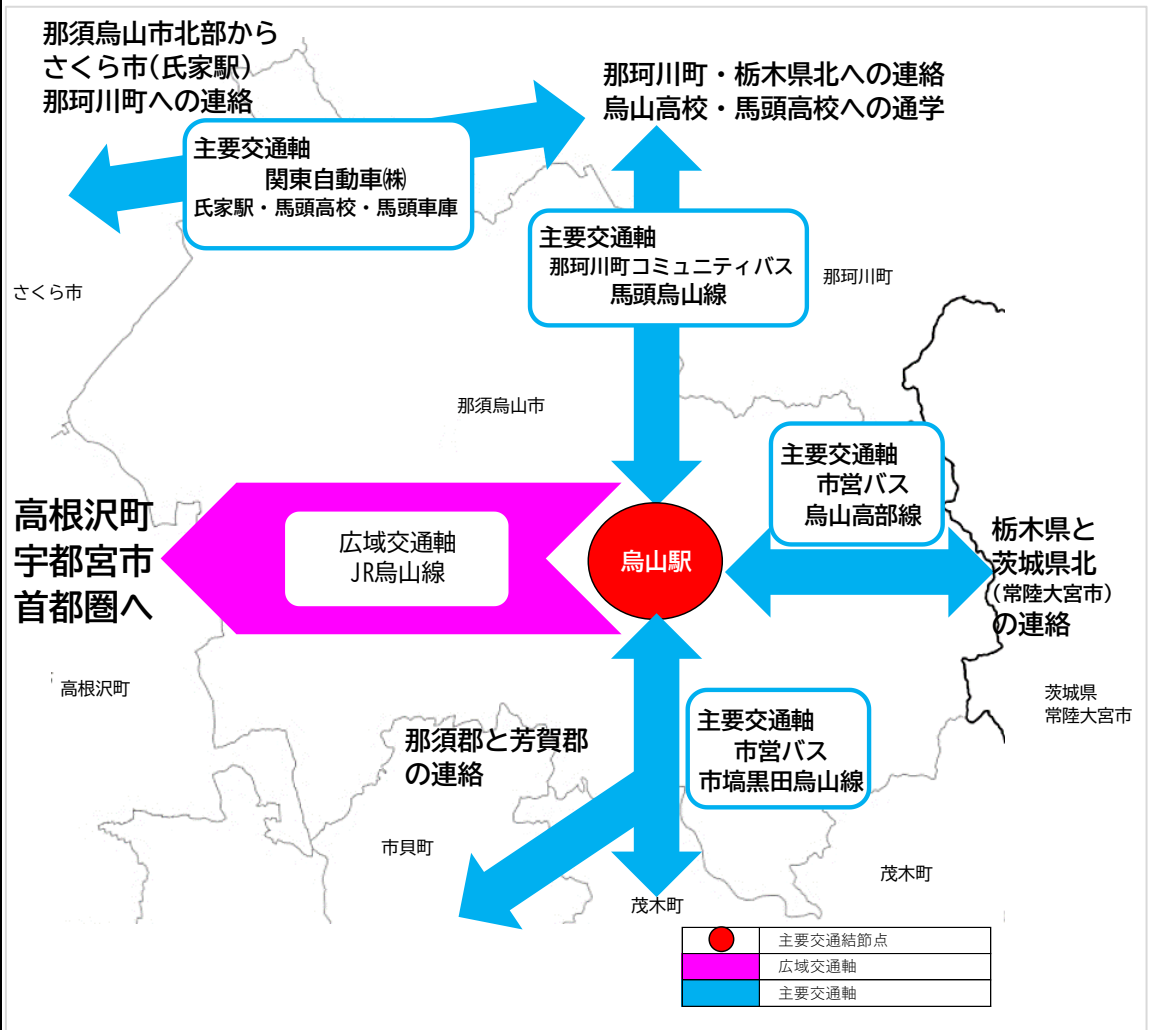 那須烏山市北部から
さくら市(氏家駅)
那珂川町への連絡
那珂川町・栃木県北への連絡
烏山高校・馬頭高校への通学
主要交通軸
関東自動車㈱
氏家駅・馬頭高校・馬頭車庫
主要交通軸
那珂川町コミュニティバス
馬頭烏山線
さくら市
那珂川町
那須烏山市
主要交通軸
市営バス
烏山高部線
高根沢町
宇都宮市
首都圏へ
広域交通軸
JR烏山線
烏山駅
栃木県と
茨城県北
(常陸大宮市)
の連絡
高根沢町
茨城県
常陸大宮市
那須郡と芳賀郡
の連絡
主要交通軸
市営バス
市塙黒田烏山線
市貝町
茂木町
茂木町
主要交通結節点
広域交通軸
主要交通軸